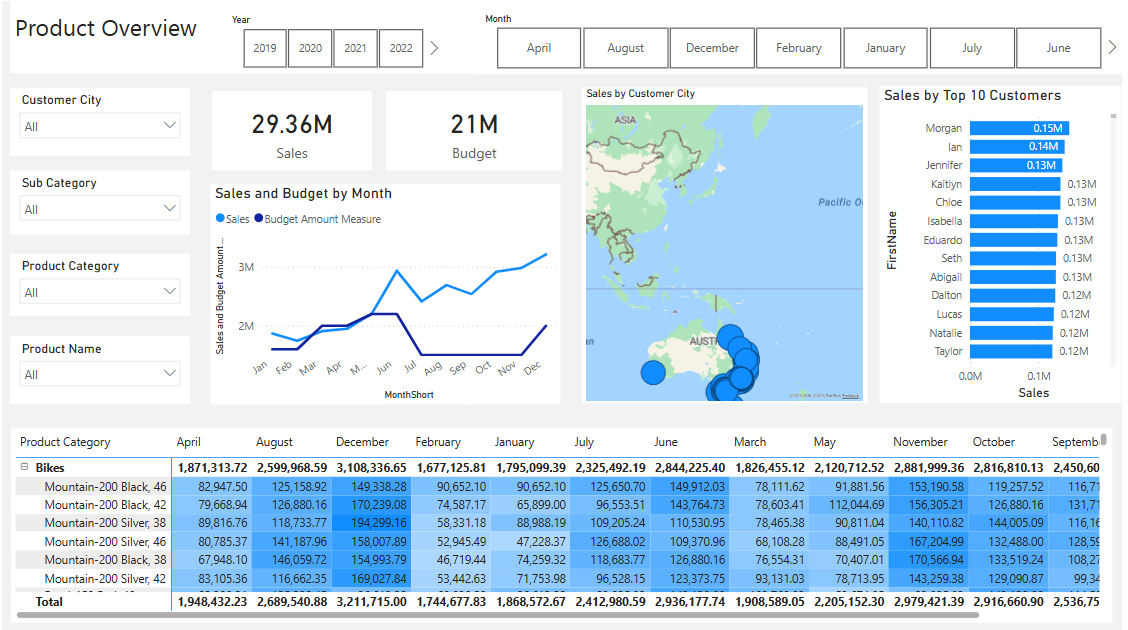 Product Overview
Year
2019 2020 2021 2022
Month
April August December February January July June
Customer City
All
Sub Category
All
Product Category
All
Product Name
All
29.36M
Sales
21M
Budget
Sales and Budget by Month
Sales Budget Amount Measure
Sales and Budget Amount ...
3M
2M
Jan Feb Mar Apr M... Jun Jul Aug Sep Oct Nov Dec
MonthShort
Sales by Customer City
ASIA
Pacific O
AUST
Sales by Top 10 Customers
FirstName
Morgan 0.15M
Ian 0.14M
Jennifer 0.13M
Kaitlyn 0.13M
Chloe 0.13M
Isabella 0.13M
Eduardo 0.13M
Seth 0.13M
Abigail 0.13M
Dalton 0.12M
Lucas 0.12M
Natalie 0.12M
Taylor 0.12M
0.0M 0.1M
Sales
Product Category April August December February January July June March May November October Septemb
Bikes 1,871,313.72 2,599,968.59 3,108,336.65 1,677,125.81 1,795,099.39 2,325,492.19 2,844,225.40 1,826,455.12 2,120,712.52 2,881,999.36 2,816,810.13 2,450,60
Mountain-200 Black, 46 82,947.50 125,158.92 149,338.28 90,652.10 90,652.10 125,650.70 149,912.03 78,111.62 91,881.56 153,190.58 119,257.52 116,71
Mountain-200 Black, 42 79,668.94 126,880.16 170,239.08 74,587.17 65,899.00 96,553.51 143,764.73 78,603.41 112,044.69 156,305.21 126,880.16 131,71
Mountain-200 Silver, 38 89,816.76 118,733.77 194,299.16 58,331.18 88,988.19 109,205.24 110,530.95 78,465.38 90,811.04 140,110.82 144,005.09 116,16
Mountain-200 Silver, 46 80,785.37 141,187.96 158,007.89 52,945.49 47,228.37 126,688.02 109,370.96 68,108.28 88,491.05 167,204.99 132,488.00 128,59
Mountain-200 Black, 38 67,948.10 146,059.72 154,993.79 46,719.44 74,259.32 118,683.77 126,880.16 76,554.31 70,407.01 170,566.94 133,519.24 108,27
Mountain-200 Silver, 42 83,105.36 116,662.35 169,027.84 53,442.63 71,753.98 96,528.15 123,373.75 93,131.03 78,713.95 143,259.38 129,090.87 99,34
Total 1,948,432.23 2,689,540.88 3,211,715.00 1,744,677.83 1,868,572.67 2,412,980.59 2,936,177.74 1,908,589.05 2,205,152.30 2,979,421.39 2,916,660.90 2,536,75